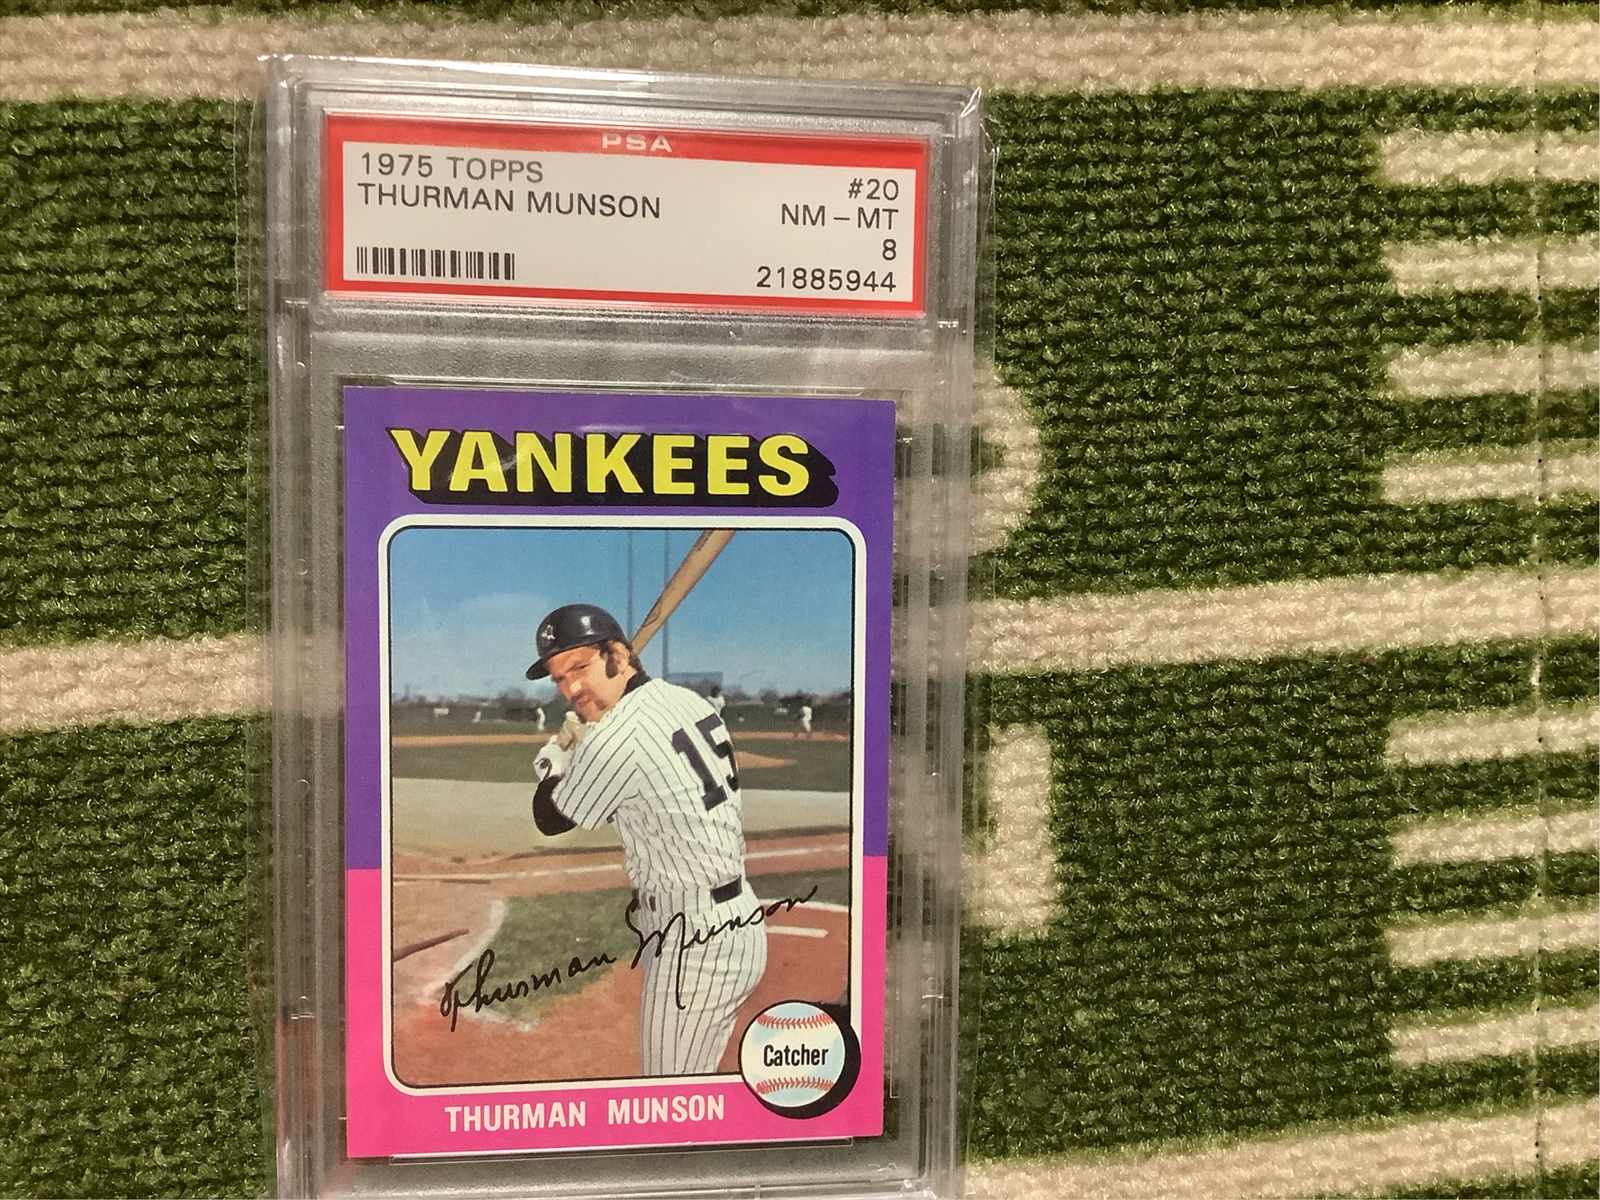 PSA
1975 TOPPS
THURMAN MUNSON
#20
NM - MT
8
21885944
YANKEES
15
Thurman Munson
Catcher
THURMAN MUNSON